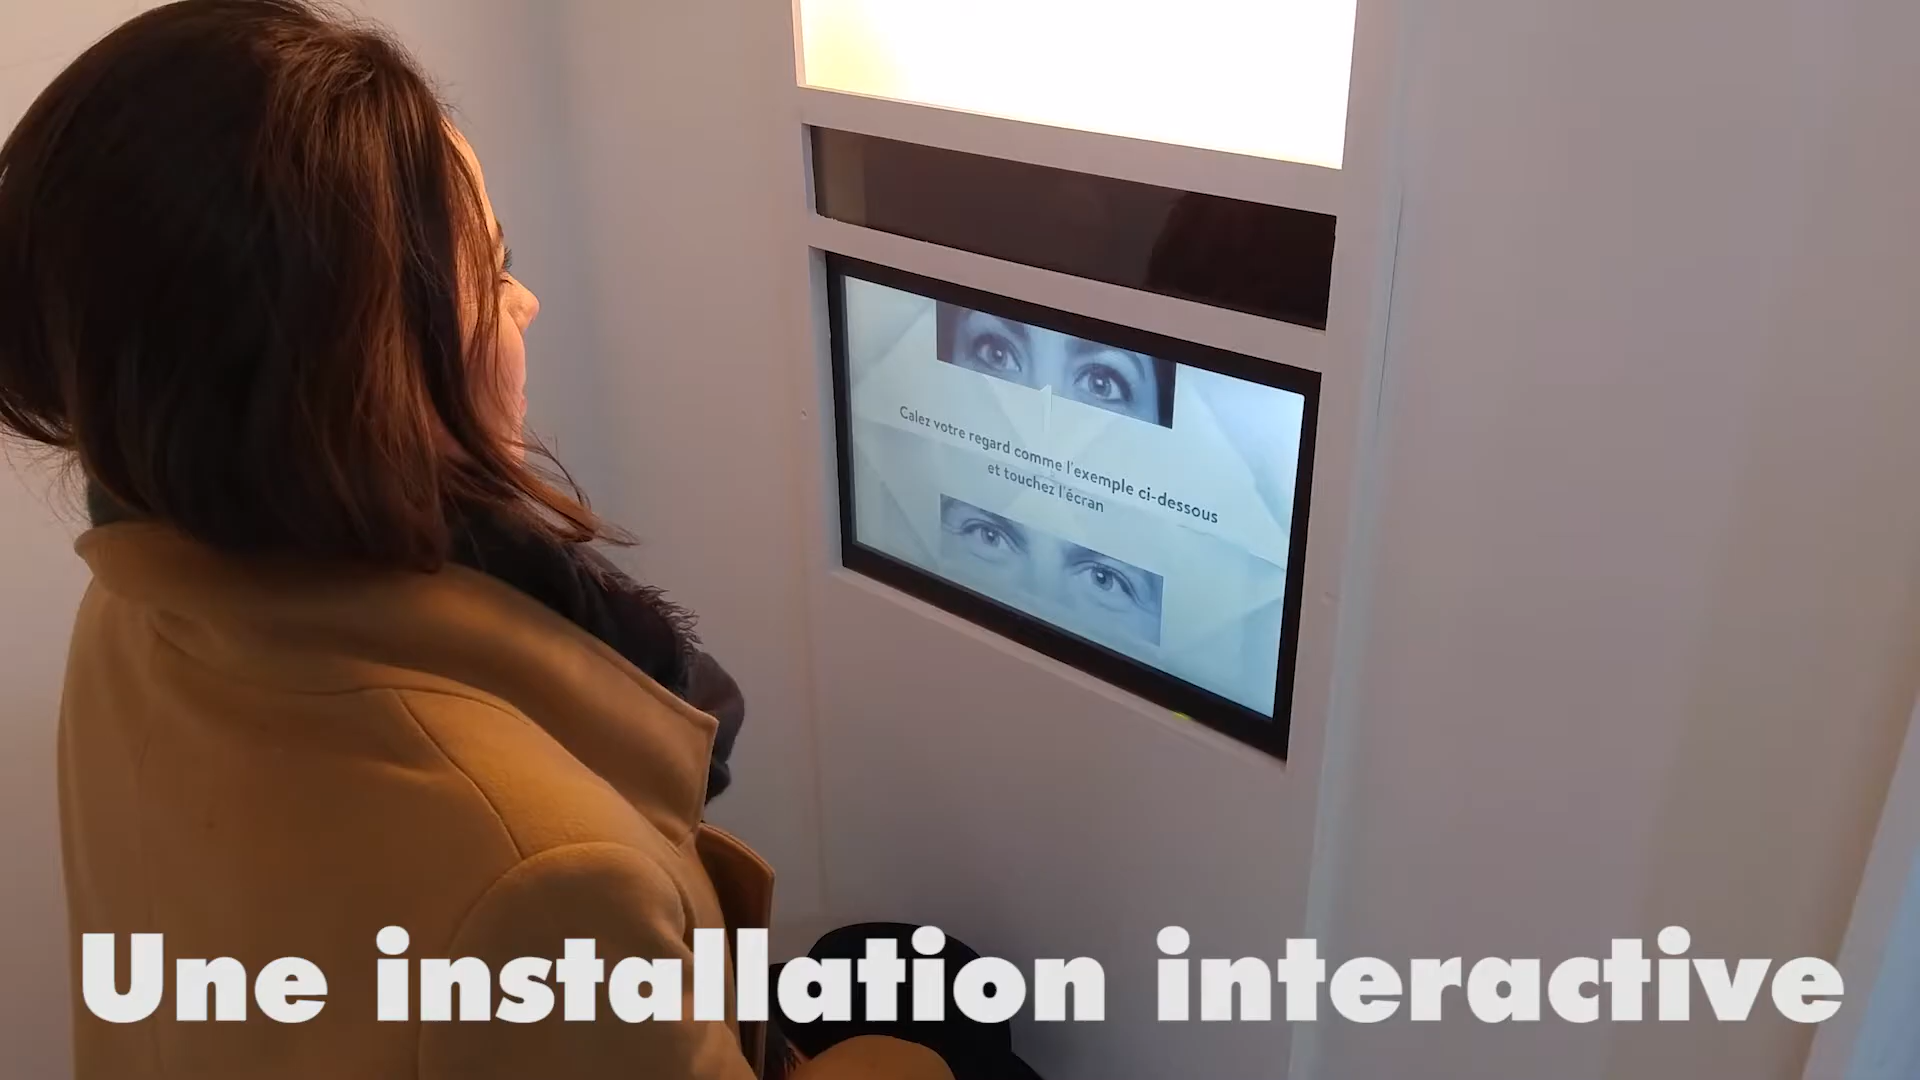 Calez votre regard comme l'exemple ci-dessous
et touchez l'écran
Une installation interactive